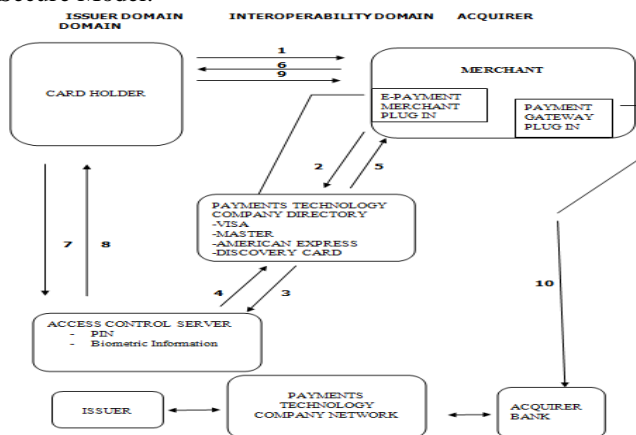 Secure Model.
ISSUER DOMAIN INTEROPERABILITY DOMAIN ACQUIRER
DOMAIN
1
6
9
CARD HOLDER
MERCHANT
E-PAYMENT
MERCHANT
PLUG IN
PAYMENT
GATEWAY
PLUG IN
2
5
PAYMENTS TECHNOLOGY
COMPANY DIRECTORY
-VISA
-MASTER
-AMERICAN EXPRESS
-DISCOVERY CARD
7
8
4
3
10
ACCESS CONTROL SERVER
- PIN
- Biometric Information
ISSUER
PAYMENTS
TECHNOLOGY
COMPANY NETWORK
ACQUIRER
BANK